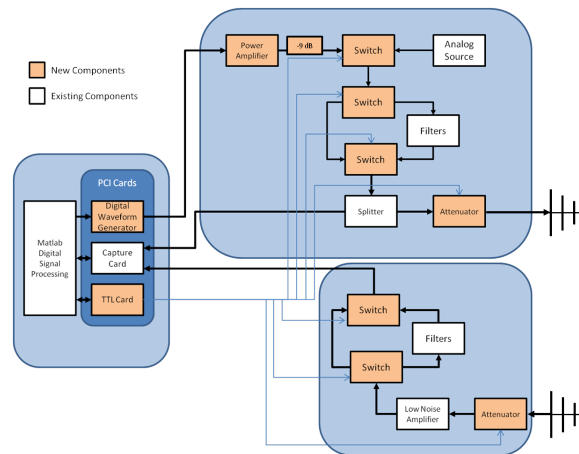 New Components
Existing Components
Power
Amplifier
-9 dB
Switch
Analog
Source
Switch
Filters
Switch
Splitter
Attenuator
PCI Cards
Matlab
Digital
Signal
Processing
Digital
Waveform
Generator
Capture
Card
TTL Card
Switch
Filters
Switch
Low Noise
Amplifier
Attenuator